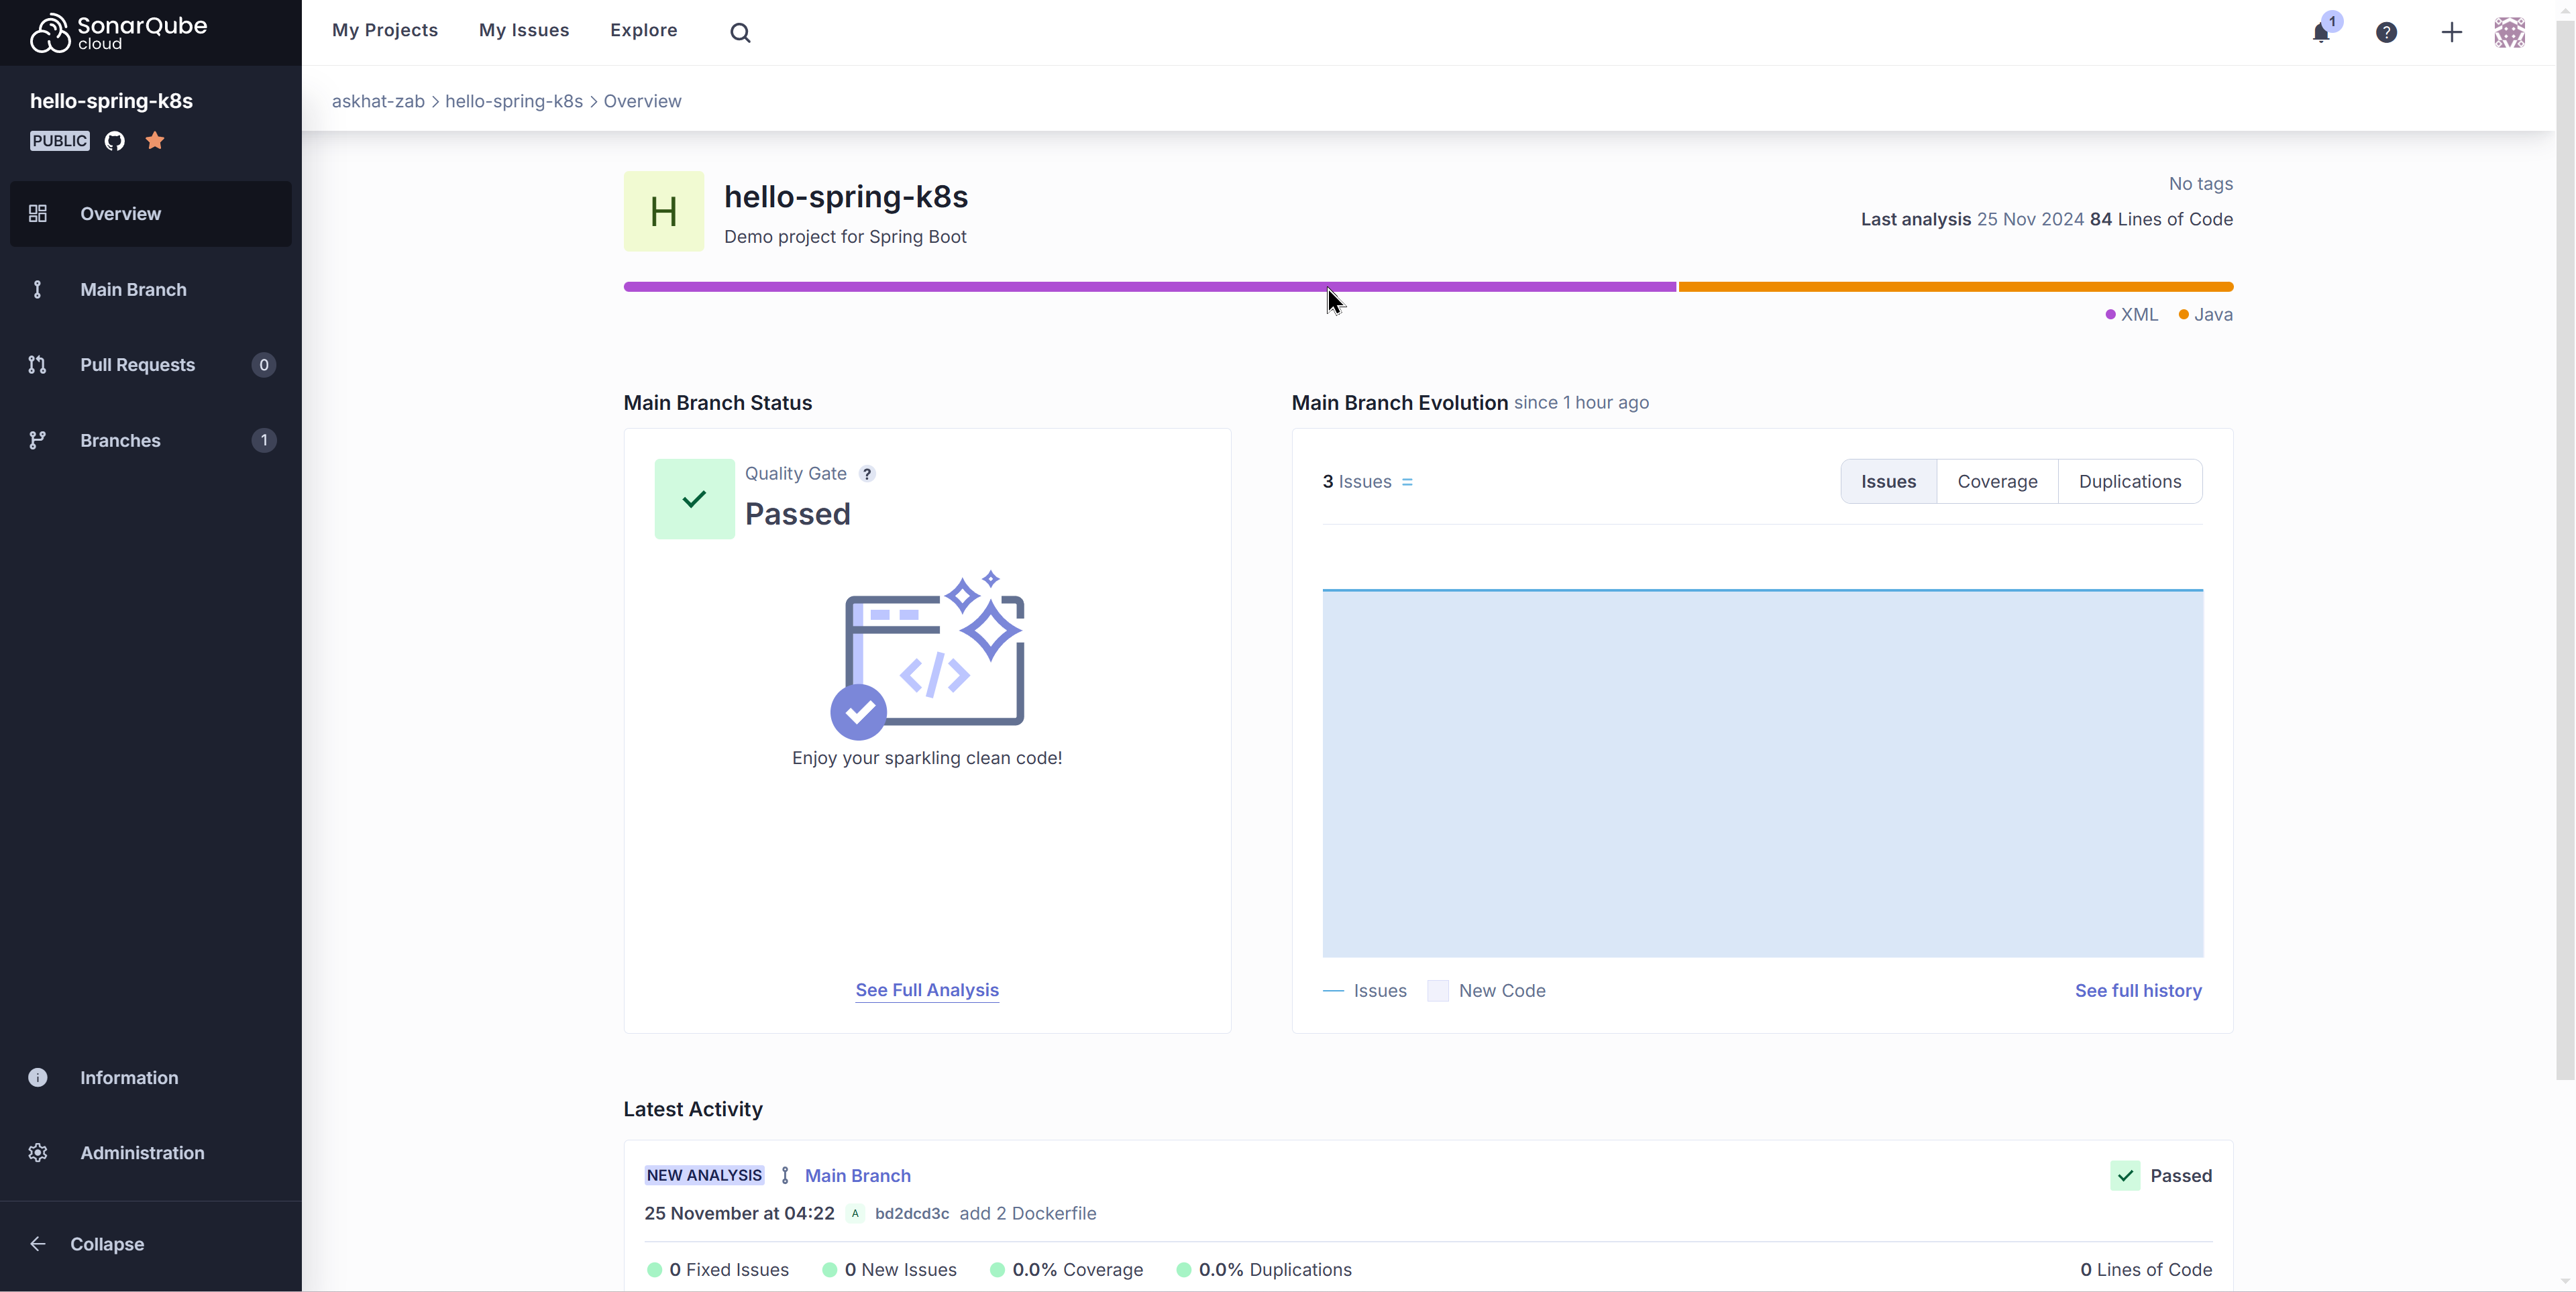 SonarQube
cloud
My Projects
My Issues
Explore
1
hello-spring-k8s
PUBLIC
askhat-zab > hello-spring-k8s > Overview
Overview
Main Branch
Pull Requests 0
Branches 1
Information
Administration
Collapse
H
hello-spring-k8s
Demo project for Spring Boot
No tags
Last analysis 25 Nov 2024 84 Lines of Code
XML Java
Main Branch Status
Quality Gate ?
Passed
</>
Enjoy your sparkling clean code!
See Full Analysis
Main Branch Evolution since 1 hour ago
3 Issues =
Issues Coverage Duplications
Issues New Code
See full history
Latest Activity
NEW ANALYSIS Main Branch
Passed
25 November at 04:22 A bd2dcd3c add 2 Dockerfile
0 Fixed Issues 0 New Issues 0.0% Coverage 0.0% Duplications 0 Lines of Code